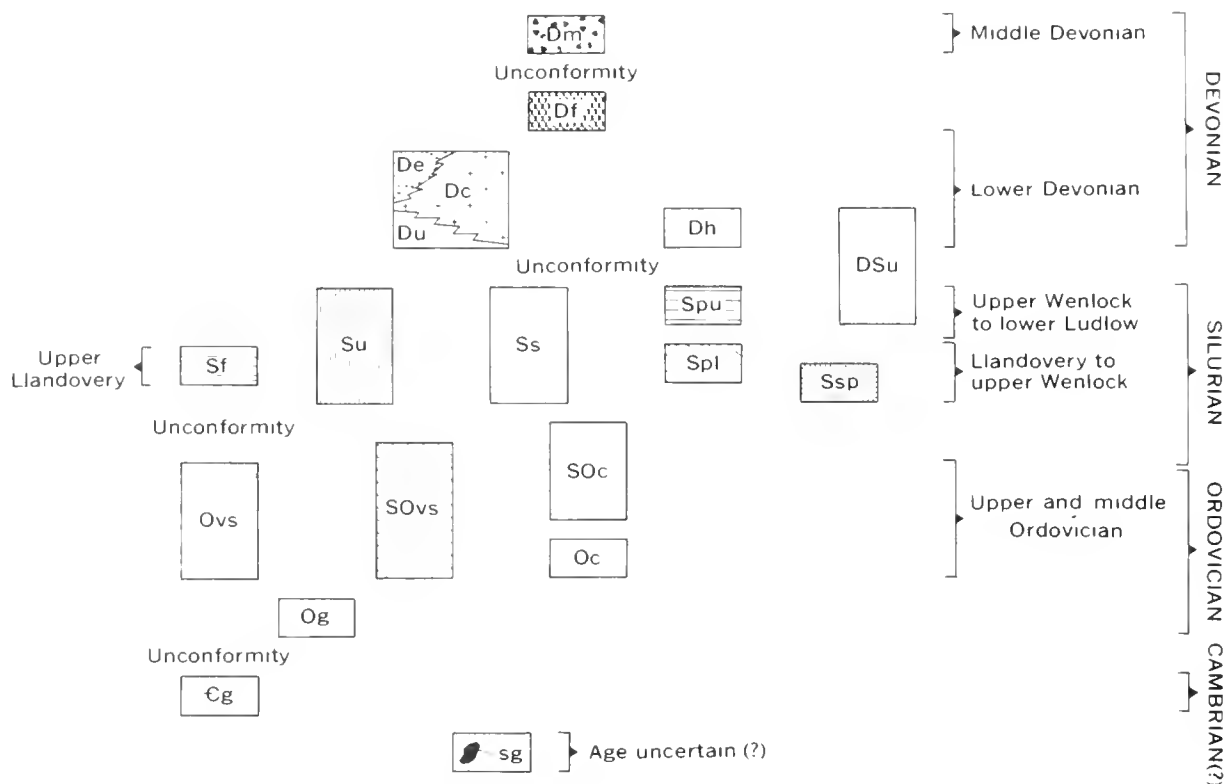 Dm
Middle Devonian
Unconformity
Df
De
Dc
Du
Dh
DSu
Lower Devonian
DEVONIAN
Unconformity
Su
Ss
Spu
Upper Wenlock
to lower Ludlow
Upper
Llandovery
Sf
Spl
Ssp
Llandovery to
upper Wenlock
SILURIAN
Unconformity
Ovs
SOvs
SOc
Oc
Upper and middle
Ordovician
Og
ORDOVICIAN
Unconformity
Єg
CAMBRIAN(?)
sg
Age uncertain (?)